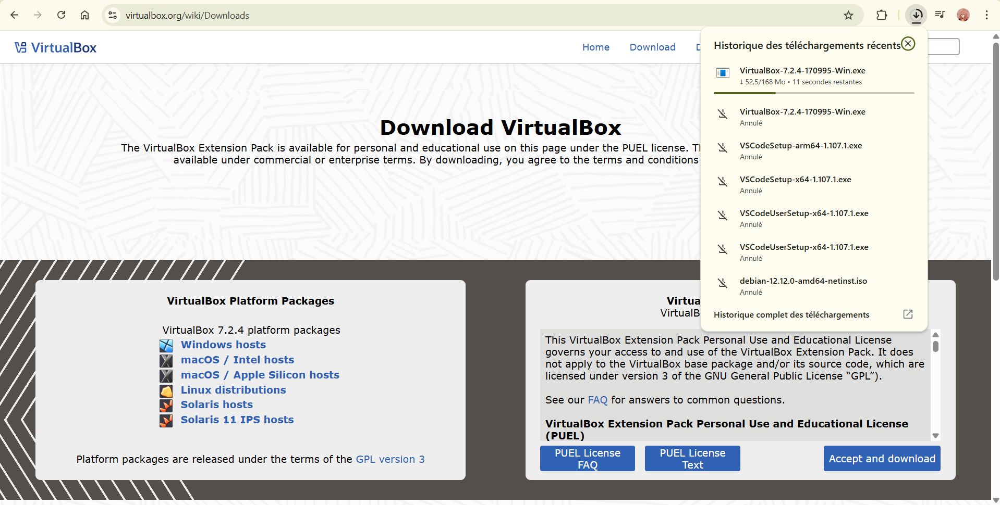 virtualbox.org/wiki/Downloads
VirtualBox
Home Download
Historique des téléchargements récents
VirtualBox-7.2.4-170995-Win.exe
↓ 52,5/168 Mo • 11 secondes restantes
VirtualBox-7.2.4-170995-Win.exe
Annulé
VSCodeSetup-arm64-1.107.1.exe
Annulé
VSCodeSetup-x64-1.107.1.exe
Annulé
VSCodeUserSetup-x64-1.107.1.exe
Annulé
VSCodeUserSetup-x64-1.107.1.exe
Annulé
debian-12.12.0-amd64-netinst.iso
Annulé
Historique complet des téléchargements
Download VirtualBox
The VirtualBox Extension Pack is available for personal and educational use on this page under the PUEL license.
available under commercial or enterprise terms. By downloading, you agree to the terms and conditions
VirtualBox Platform Packages
VirtualBox 7.2.4 platform packages
Windows hosts
macOS / Intel hosts
macOS / Apple Silicon hosts
Linux distributions
Solaris hosts
Solaris 11 IPS hosts
Platform packages are released under the terms of the GPL version 3
This VirtualBox Extension Pack Personal Use and Educational License
governs your access to and use of the VirtualBox Extension Pack. It does
not apply to the VirtualBox base package and/or its source code, which are
licensed under version 3 of the GNU General Public License “GPL”).
See our FAQ for answers to common questions.
VirtualBox Extension Pack Personal Use and Educational License
(PUEL)
PUEL License
FAQ
PUEL License
Text
Accept and download